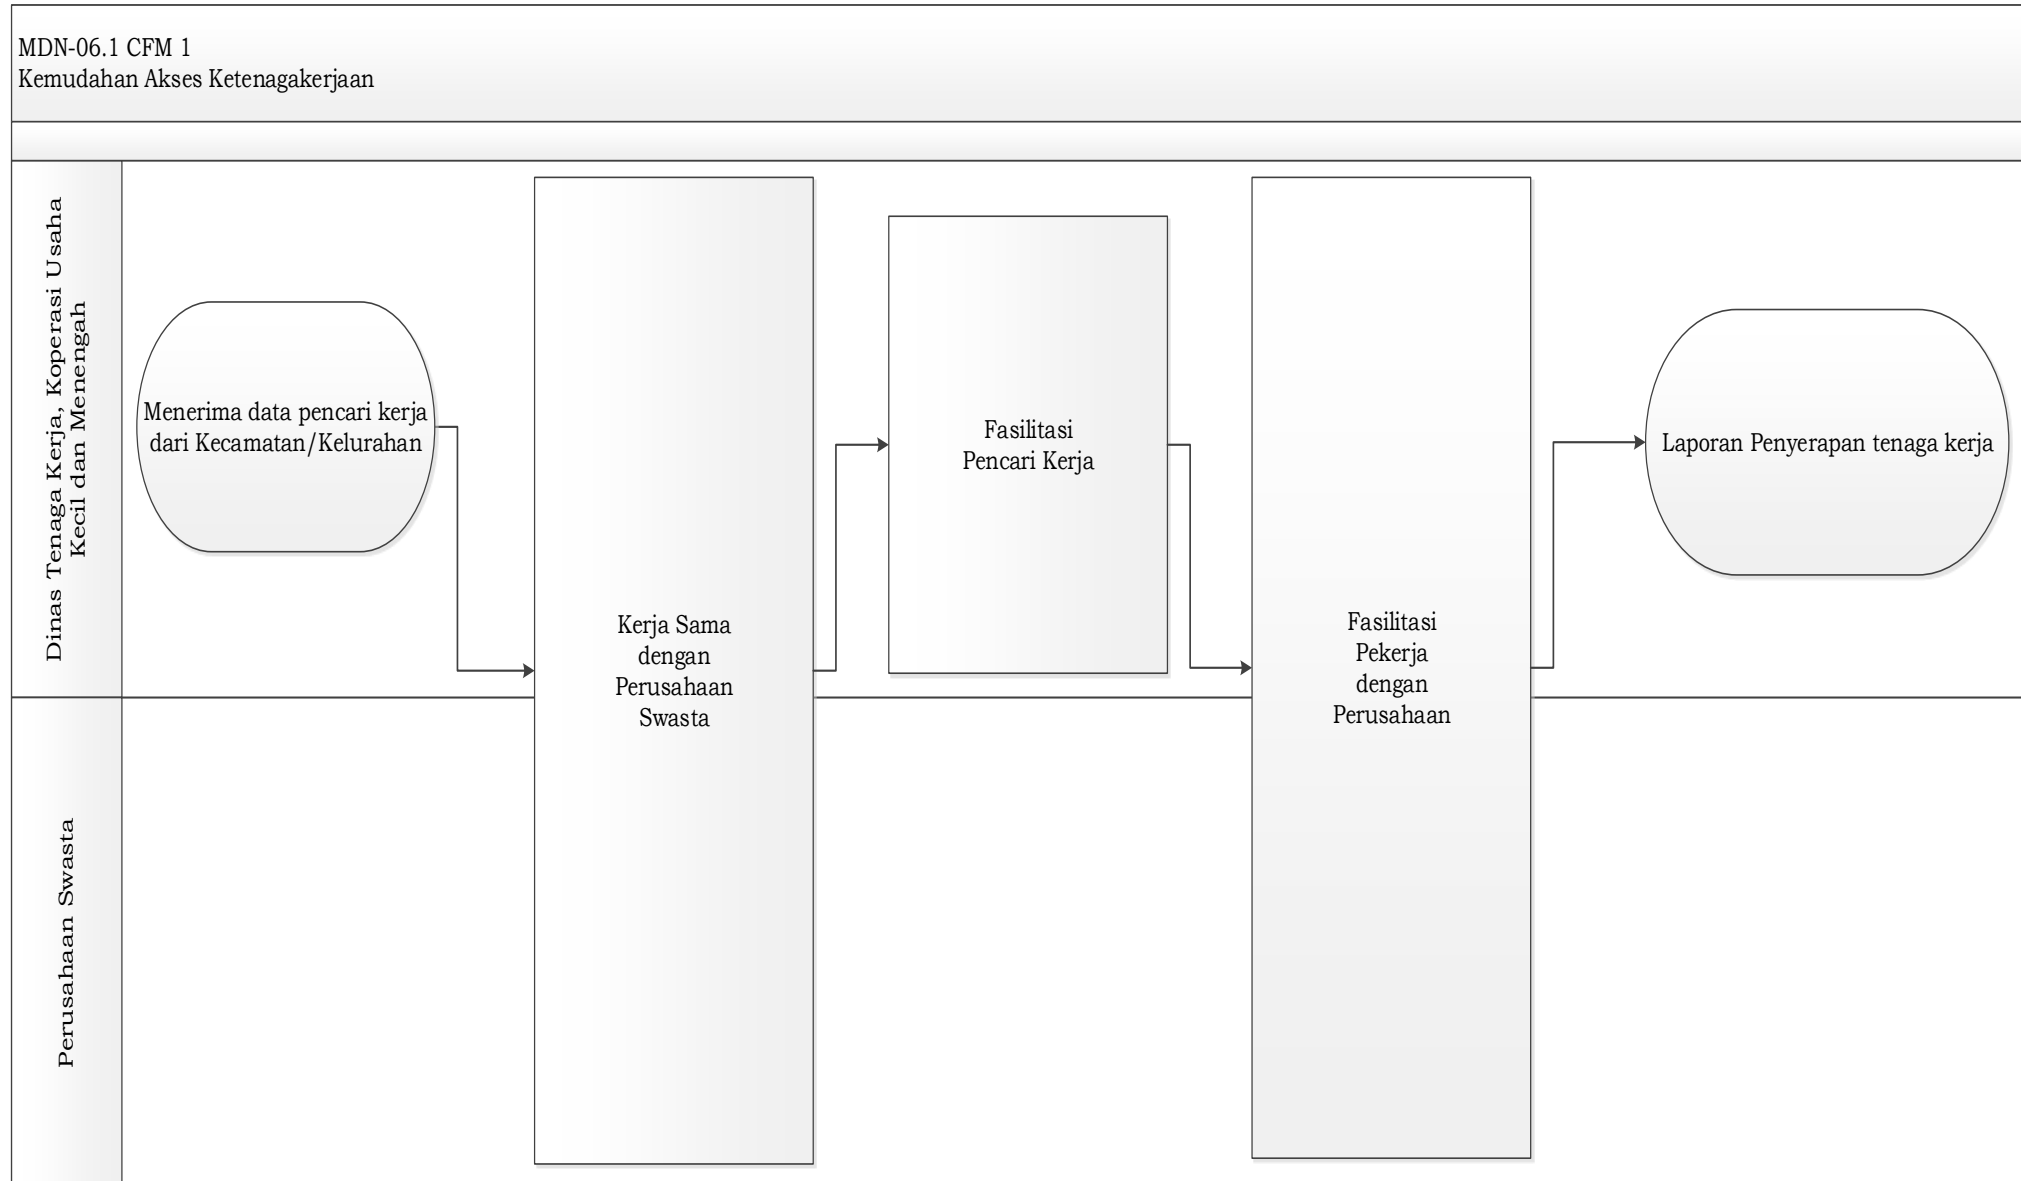 MDN-06.1 CFM 1
Kemudahan Akses Ketenagakerjaan
Dinas Tenaga Kerja, Koperasi Usaha
Kecil dan Menengah
Menerima data pencari kerja
dari Kecamatan/Kelurahan
Kerja Sama
dengan
Perusahaan
Swasta
Fasilitasi
Pencari Kerja
Fasilitasi
Pekerja
dengan
Perusahaan
Laporan Penyerapan tenaga kerja
Perusahaan Swasta